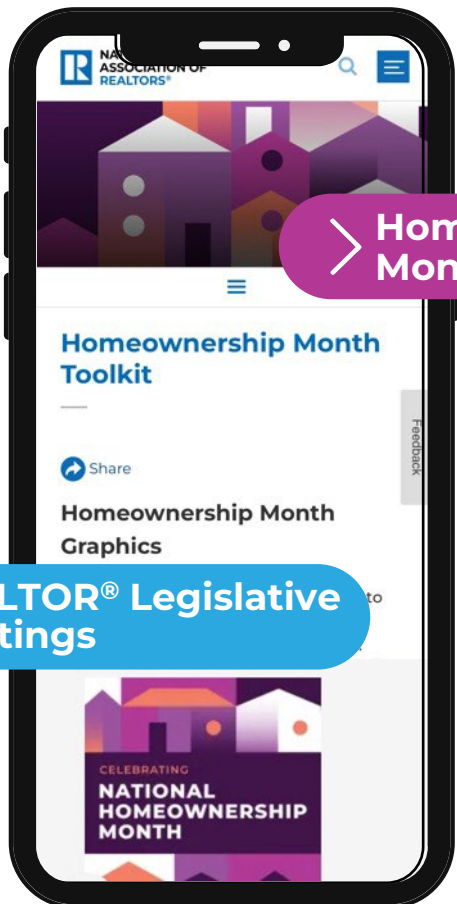 ASSOCIATION OF
REALTORS®
Hom
Mon
Homeownership Month
Toolkit
Feedback
Share
Homeownership Month
Graphics
to
LTOR® Legislative
tings
CELEBRATING
NATIONAL
HOMEOWNERSHIP
MONTH